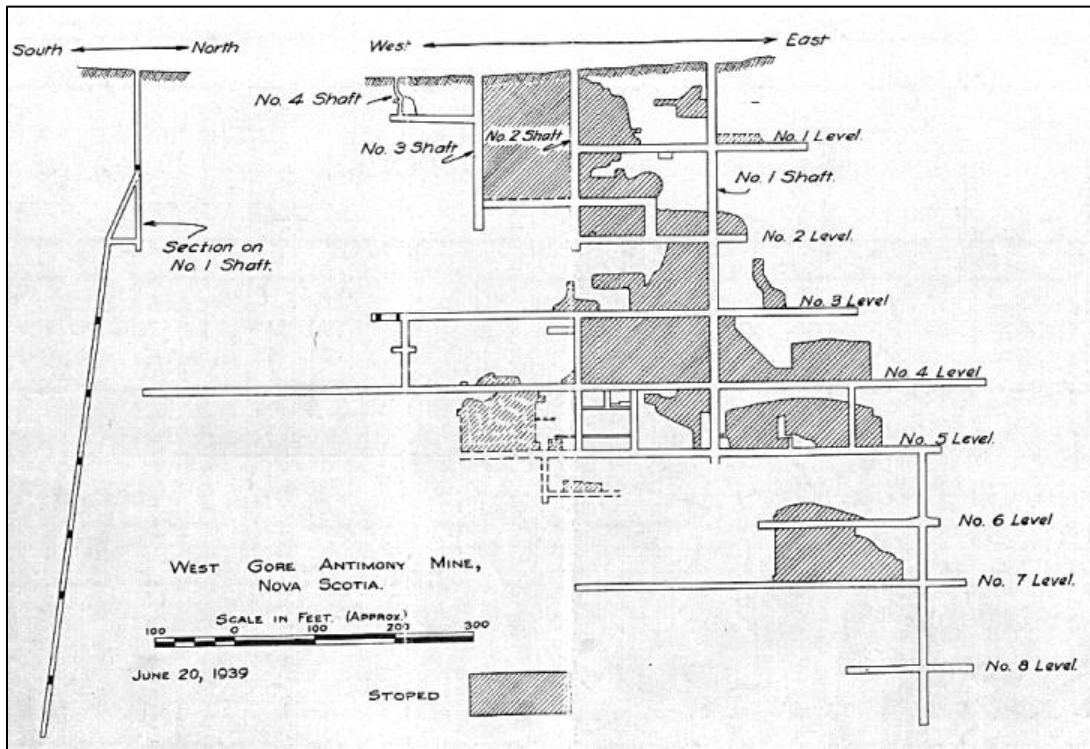 South North
West East
No. 4 Shaft
No. 3 Shaft
No. 2 Shaft
No. 1 Level.
No. 1 Shaft.
No. 2 Level.
Section on
No. 1 Shaft.
No. 3 Level
No. 4 Level
No. 5 Level.
No. 6 Level
No. 7 Level.
No. 8 Level.
WEST GORE ANTIMONY MINE,
NOVA SCOTIA.
SCALE IN FEET. (APPROX.)
100 0 100 200 300
JUNE 20, 1939
STOPED